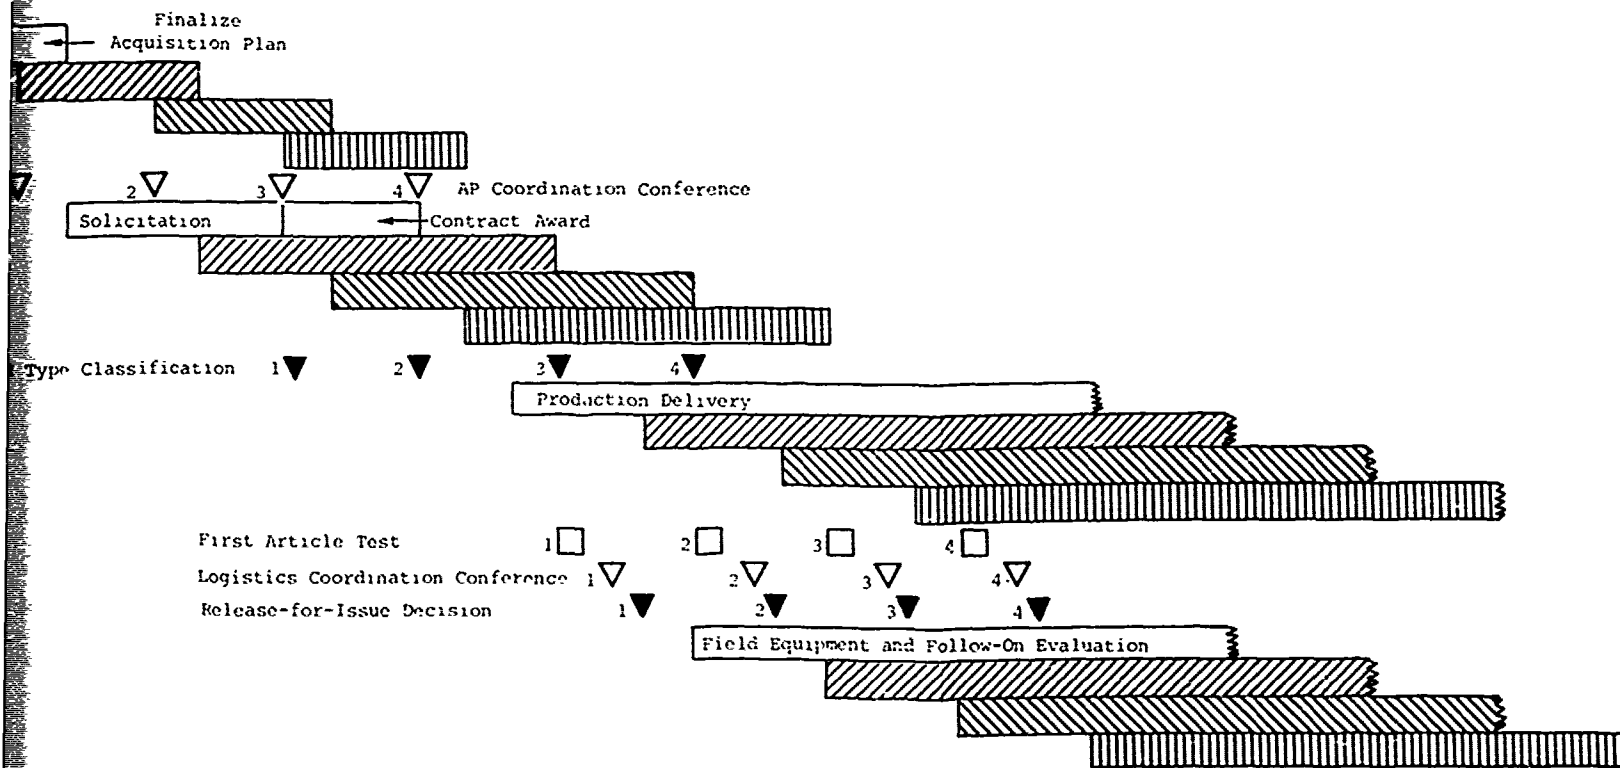 Finalize
Acquisition Plan
2 3 4 AP Coordination Conference
Solicitation Contract Award
Type Classification 1 2 3 4
Production Delivery
First Article Test 1 2 3 4
Logistics Coordination Conference 1 2 3 4
Release-for-Issue Decision 1 2 3 4
Field Equipment and Follow-On Evaluation